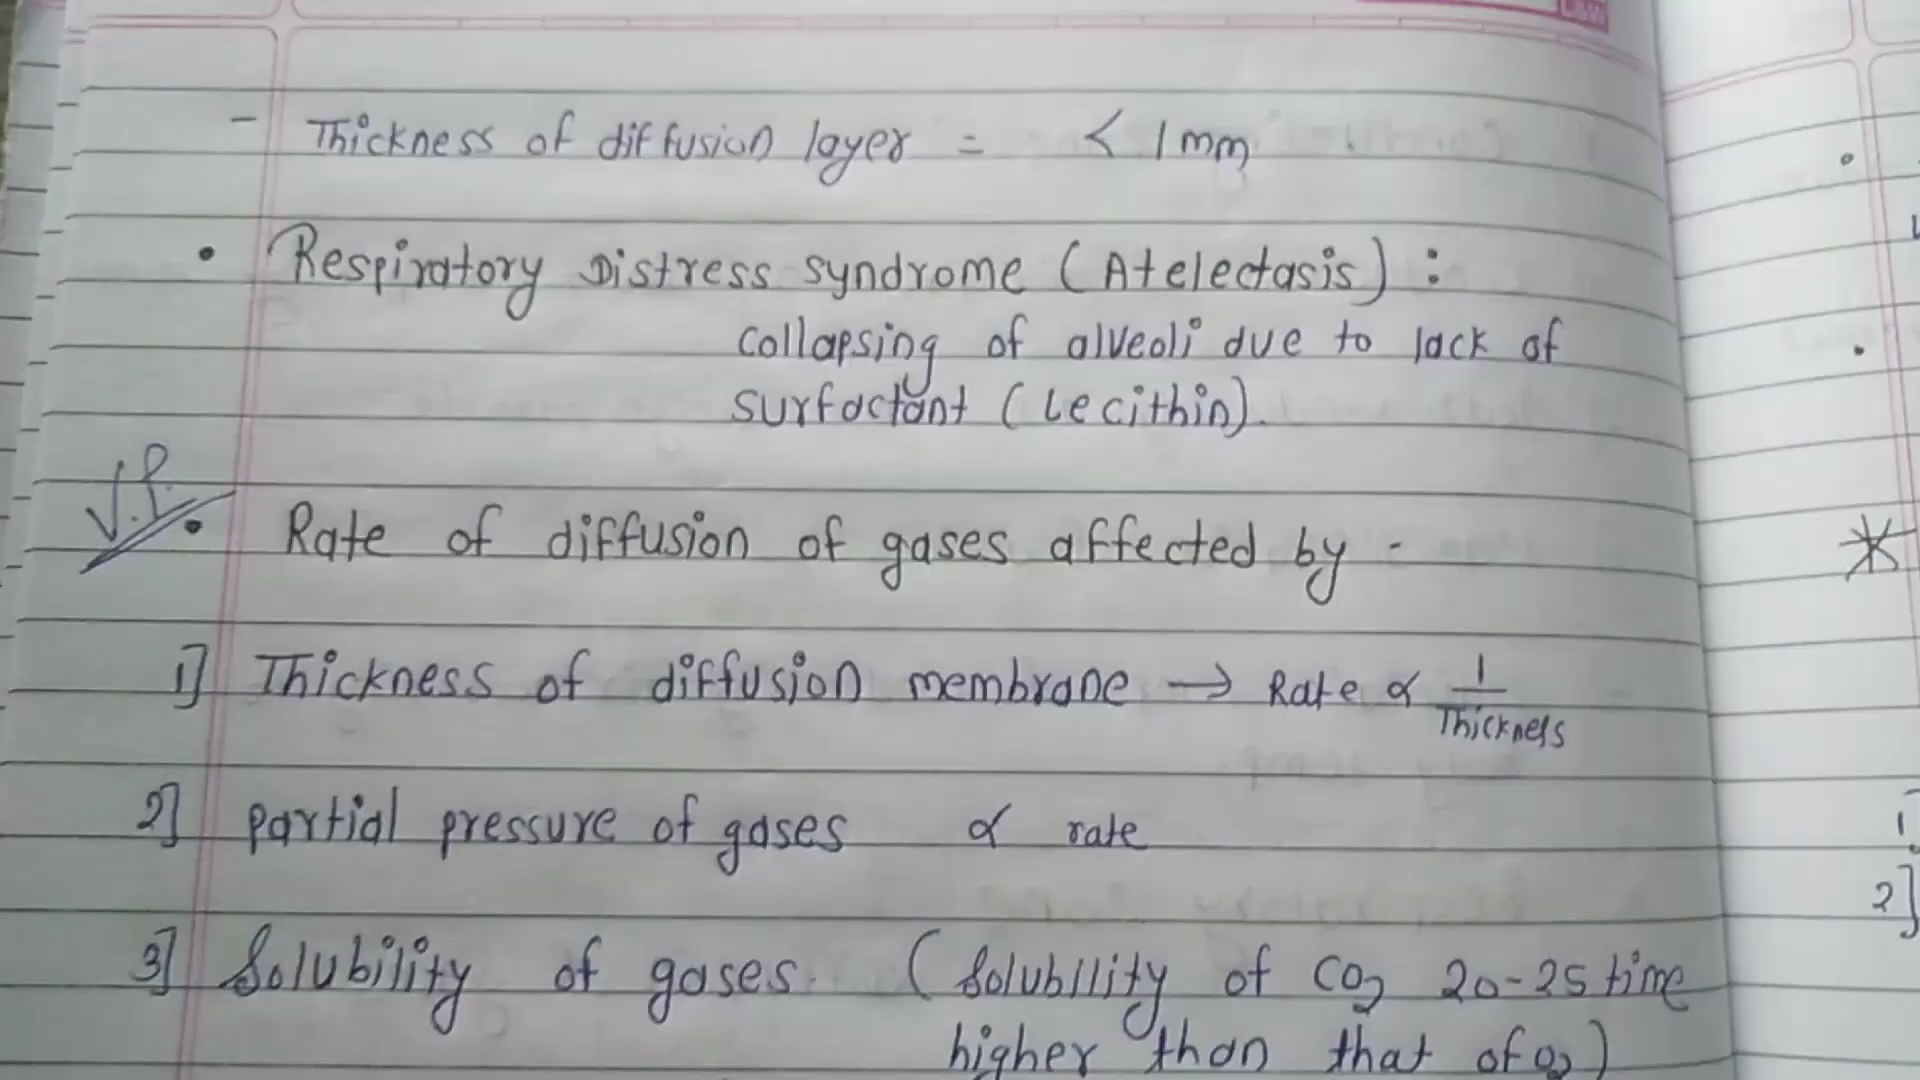 L&W
- Thickness of diffusion layer = < 1mm
• Respiratory Distress syndrome (Atelectasis) :
collapsing of alveoli due to lack of
surfactant (Lecithin).
V.P.
• Rate of diffusion of gases affected by -
1] Thickness of diffusion membrane → Rate ∝ 1/Thickness
2] partial pressure of gases ∝ rate
3] Solubility of gases. (Solubility of CO₂ 20-25 time
higher than that of O₂)
*
1]
2]